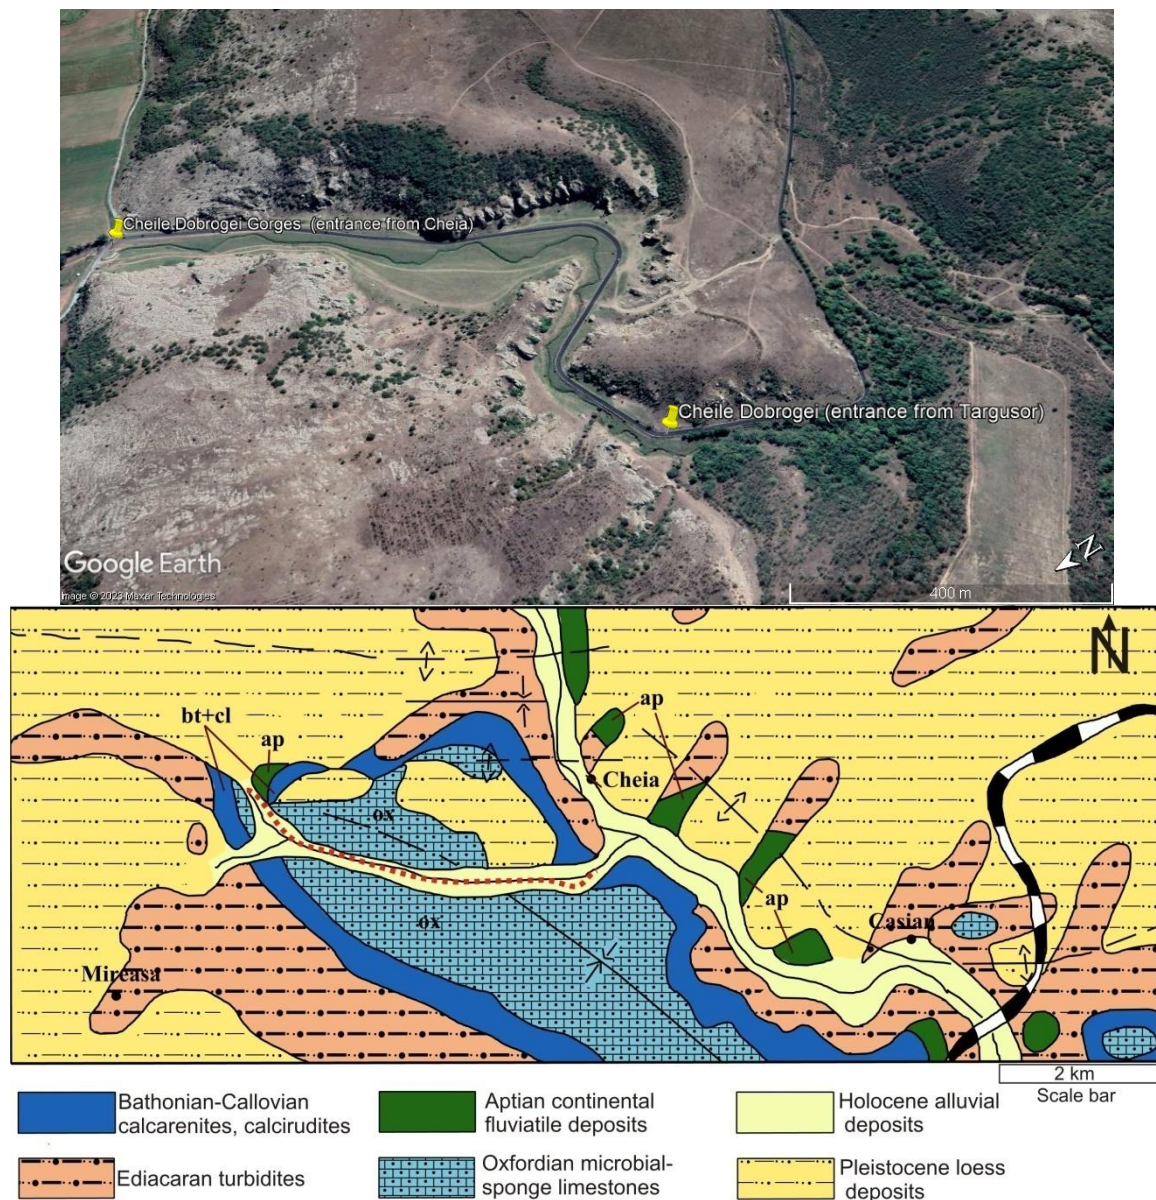 Cheile Dobrogei Gorges (entrance from Cheia)
Cheile Dobrogei (entrance from Targusor)
Google Earth
Image © 2023 Maxar Technologies
N
400 m
N
bt+cl
ap
ap
Cheia
ox
ap
ox
Casian
Mireasa
2 km
Scale bar
Bathonian-Callovian
calcarenites, calcirudites
Aptian continental
fluviatile deposits
Holocene alluvial
deposits
Ediacaran turbidites
Oxfordian microbial-
sponge limestones
Pleistocene loess
deposits